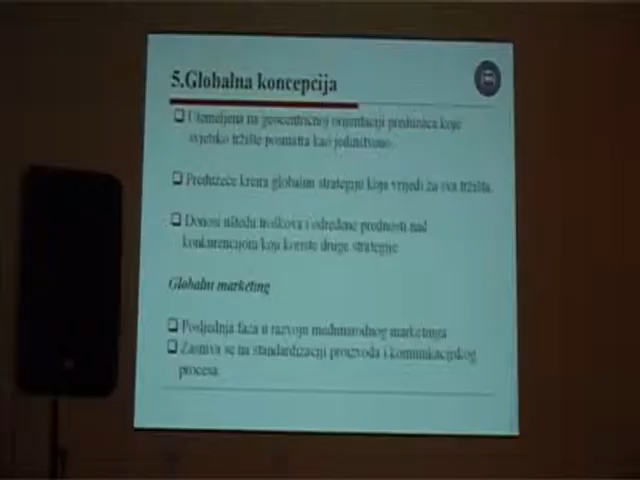 5.Globalna koncepcija
Utemeljena na geocentričnoj orijentaciji preduzeća koje
svjetsko tržište posmatra kao jedinstveno
Preduzeće kreira globalnu strategiju koja vrijedi za sva tržišta.
Donosi uštedu troškova i određene prednosti nad
konkurencijom koja koriste druge strategije
Globalni marketing
Posljednja faza u razvoju međunarodnog marketinga
Zasniva se na standardizaciji proizvoda i komunikacijskog
procesa.